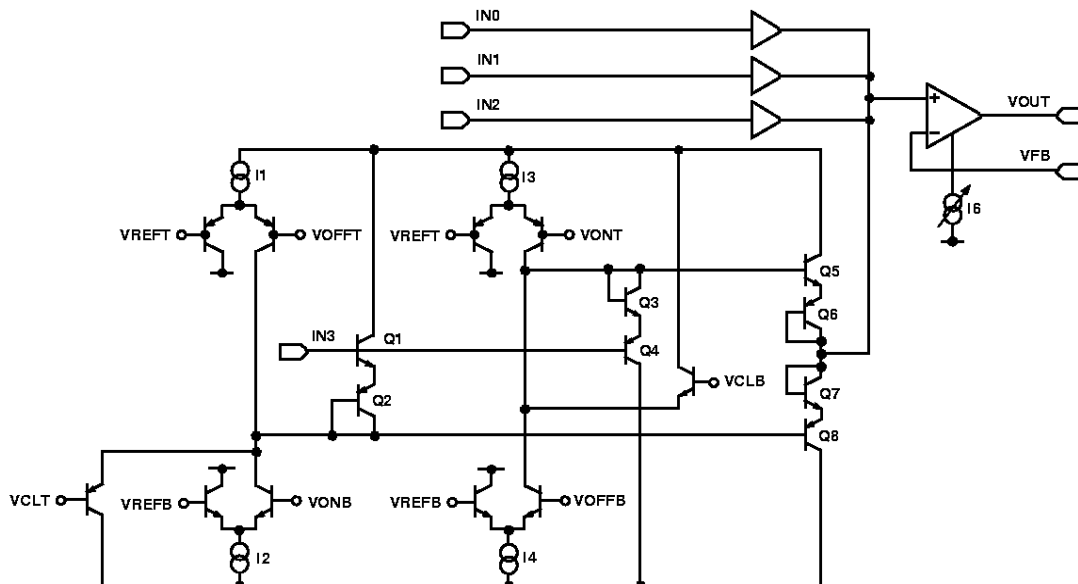 IN0
IN1
IN2
VOUT
VFB
I6
I1
I3
VREFT
VOFFT
VREFT
VONT
Q5
Q3
Q6
IN3
Q1
Q4
VCLB
Q7
Q2
Q8
VCLT
VREFB
VONB
VREFB
VOFFB
I2
I4